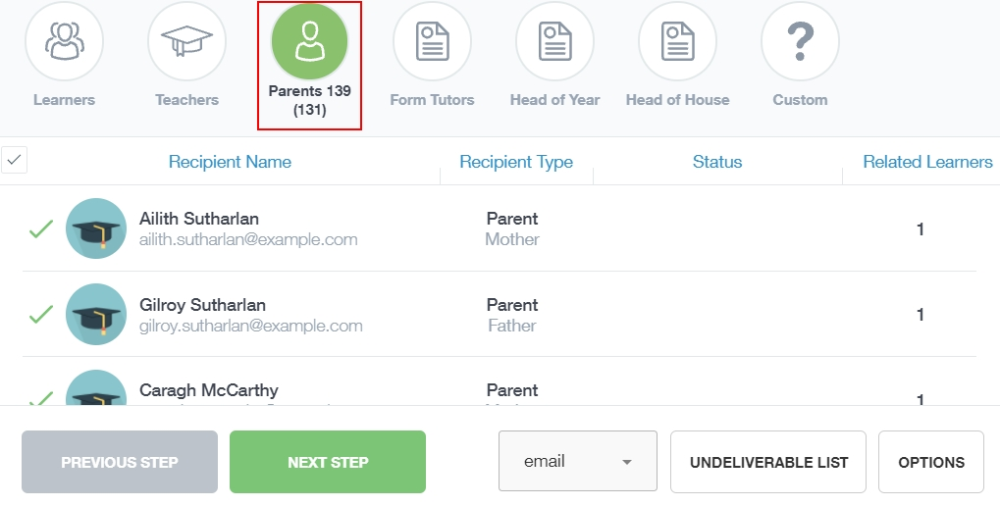 Learners
Teachers
Parents 139
(131)
Form Tutors
Head of Year
Head of House
Custom
Recipient Name
Recipient Type
Status
Related Learners
Ailith Sutharlan
ailith.sutharlan@example.com
Parent
Mother
1
Gilroy Sutharlan
gilroy.sutharlan@example.com
Parent
Father
1
Caragh McCarthy
Parent
1
PREVIOUS STEP
NEXT STEP
email
UNDELIVERABLE LIST
OPTIONS